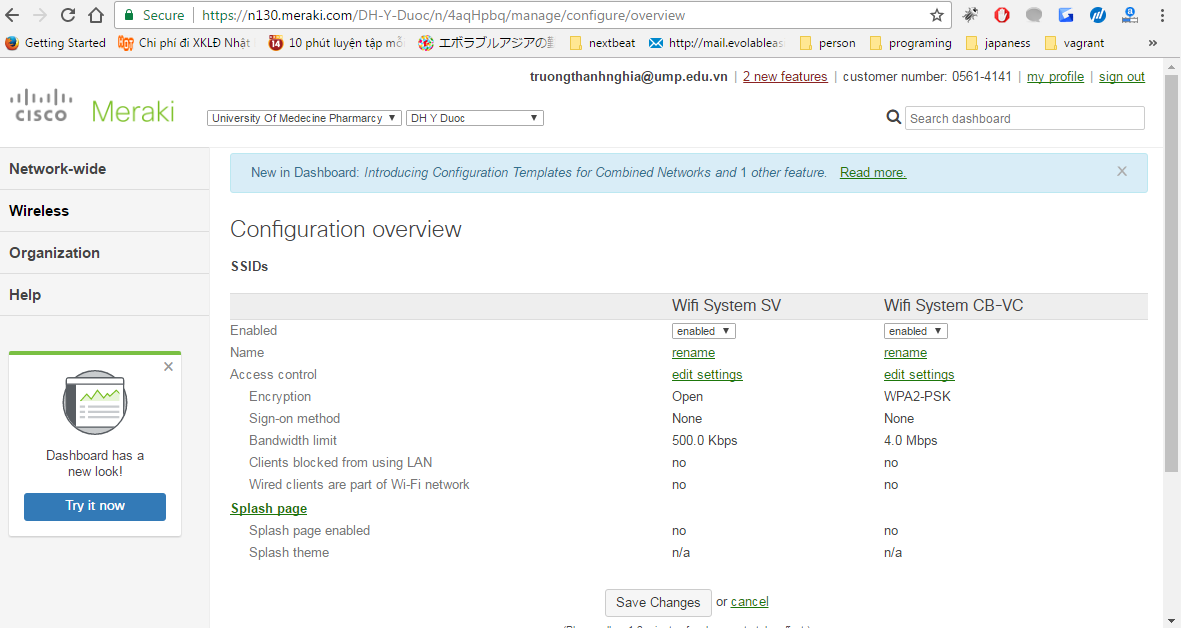 Secure https://n130.meraki.com/DH-Y-Duoc/n/4aqHpbq/manage/configure/overview
Getting Started Chi phí đi XKLĐ Nhật 10 phút luyện tập mỗ エボラブルアジアの nextbeat http://mail.evolableas person programing japaness vagrant »
truongthanhnghia@ump.edu.vn | 2 new features | customer number: 0561-4141 | my profile | sign out
cisco Meraki
University Of Medecine Pharmarcy DH Y Duoc
Search dashboard
Network-wide
Wireless
Organization
Help
Dashboard has a
new look!
Try it now
New in Dashboard: Introducing Configuration Templates for Combined Networks and 1 other feature. Read more.
Configuration overview
SSIDs
Wifi System SV Wifi System CB-VC
Enabled enabled enabled
Name rename rename
Access control edit settings edit settings
Encryption Open WPA2-PSK
Sign-on method None None
Bandwidth limit 500.0 Kbps 4.0 Mbps
Clients blocked from using LAN no no
Wired clients are part of Wi-Fi network no no
Splash page
Splash page enabled no no
Splash theme n/a n/a
Save Changes or cancel